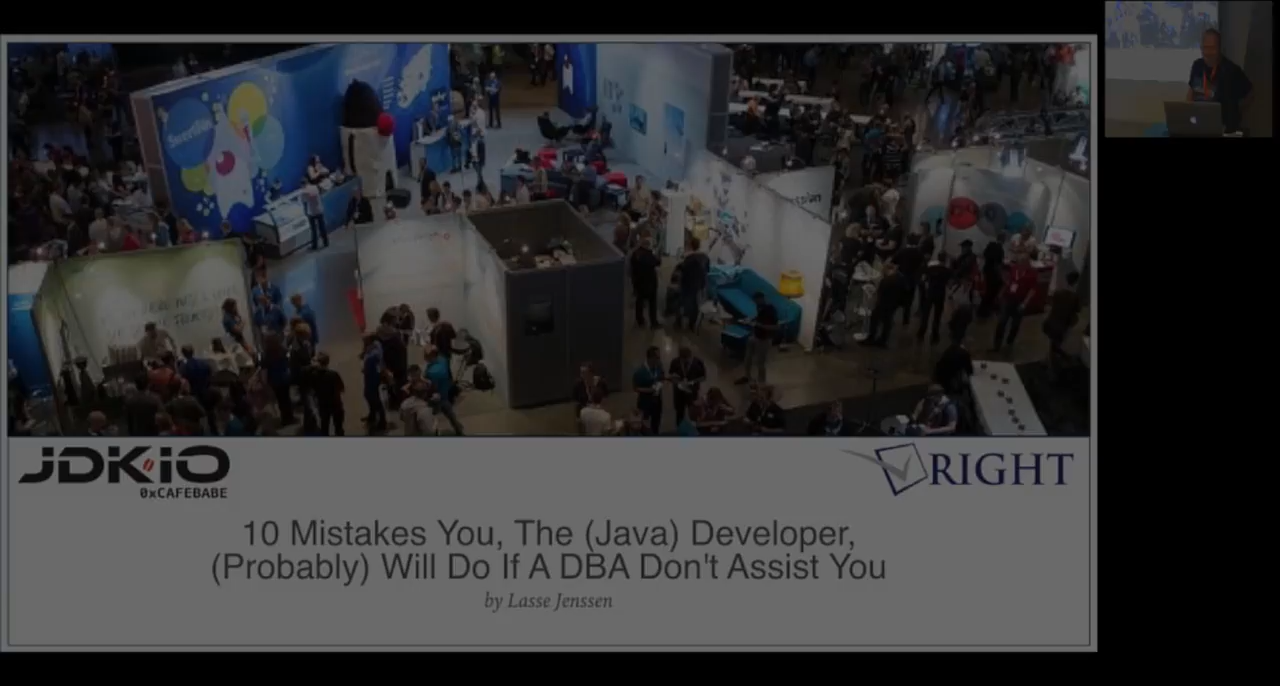 JDK.iO
0xCAFEBABE
RIGHT
10 Mistakes You, The (Java) Developer,
(Probably) Will Do If A DBA Don't Assist You
by Lasse Jenssen